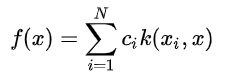 f(x) = \sum_{i=1}^{N} c_i k(x_i, x)